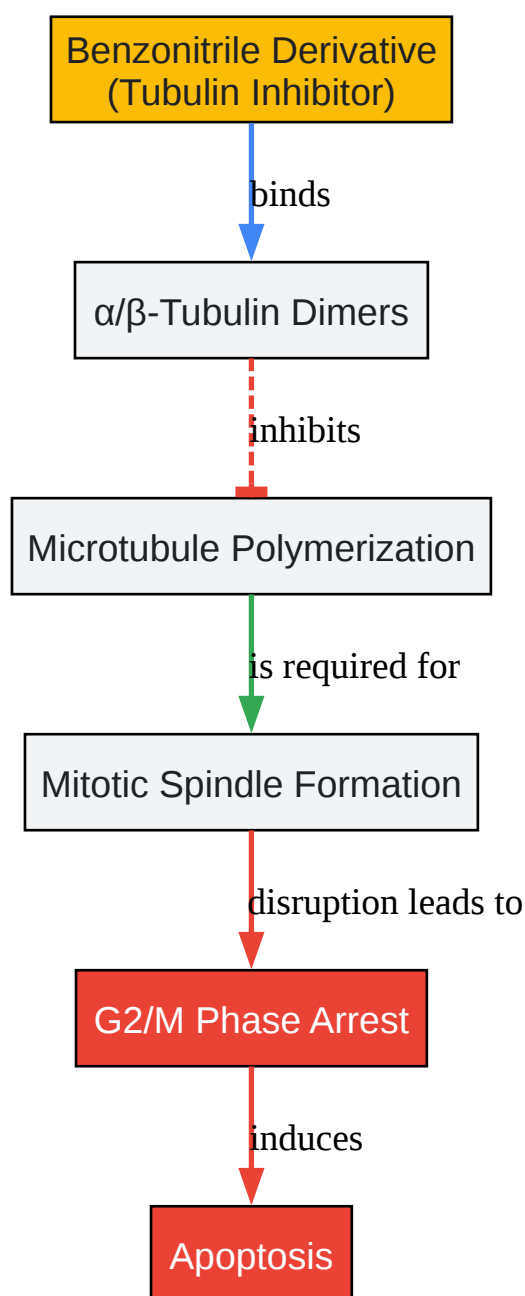 Benzonitrile Derivative
(Tubulin Inhibitor)
binds
α/β-Tubulin Dimers
inhibits
Microtubule Polymerization
is required for
Mitotic Spindle Formation
disruption leads to
G2/M Phase Arrest
induces
Apoptosis